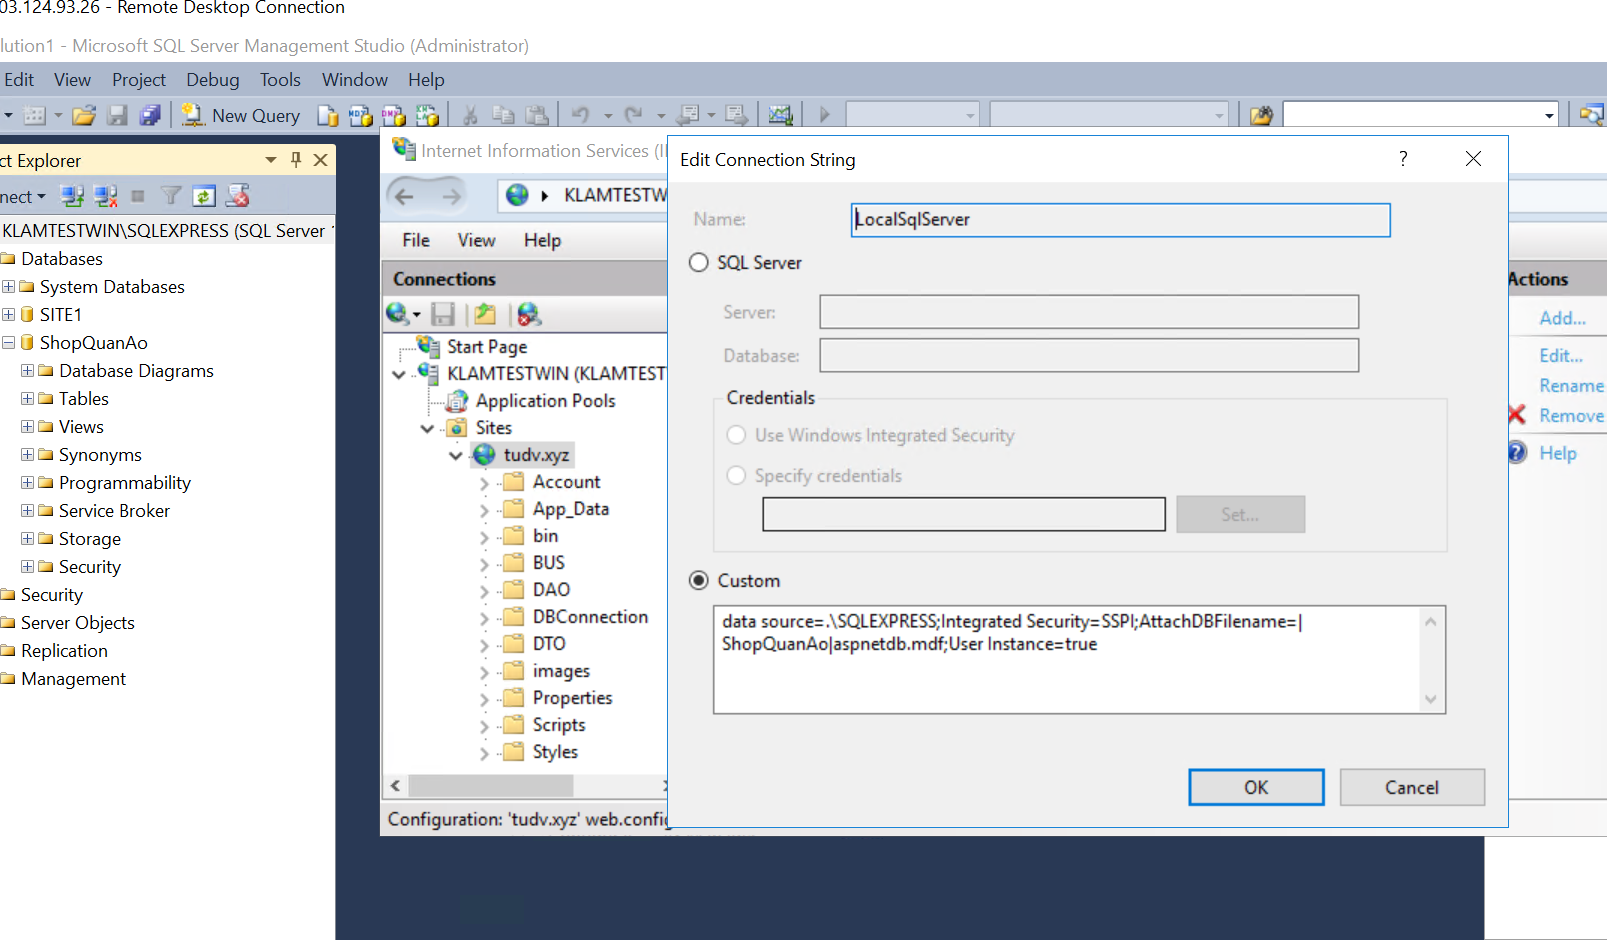 03.124.93.26 - Remote Desktop Connection
lution1 - Microsoft SQL Server Management Studio (Administrator)
Edit View Project Debug Tools Window Help
New Query
ct Explorer
nect
KLAMTESTWIN\SQLEXPRESS (SQL Server
Databases
System Databases
SITE1
ShopQuanAo
Database Diagrams
Tables
Views
Synonyms
Programmability
Service Broker
Storage
Security
Security
Server Objects
Replication
Management
Internet Information Services (II
KLAMTESTW
File View Help
Connections
Start Page
KLAMTESTWIN (KLAMTEST
Application Pools
Sites
tudv.xyz
Account
App_Data
bin
BUS
DAO
DBConnection
DTO
images
Properties
Scripts
Styles
Configuration: 'tudv.xyz' web.config
Edit Connection String
?
Name: LocalSqlServer
SQL Server
Server:
Database:
Credentials
Use Windows Integrated Security
Specify credentials
Set...
Custom
data source=.\SQLEXPRESS;Integrated Security=SSPI;AttachDBFilename=|
ShopQuanAo|aspnetdb.mdf;User Instance=true
OK Cancel
Actions
Add...
Edit...
Rename
Remove
Help